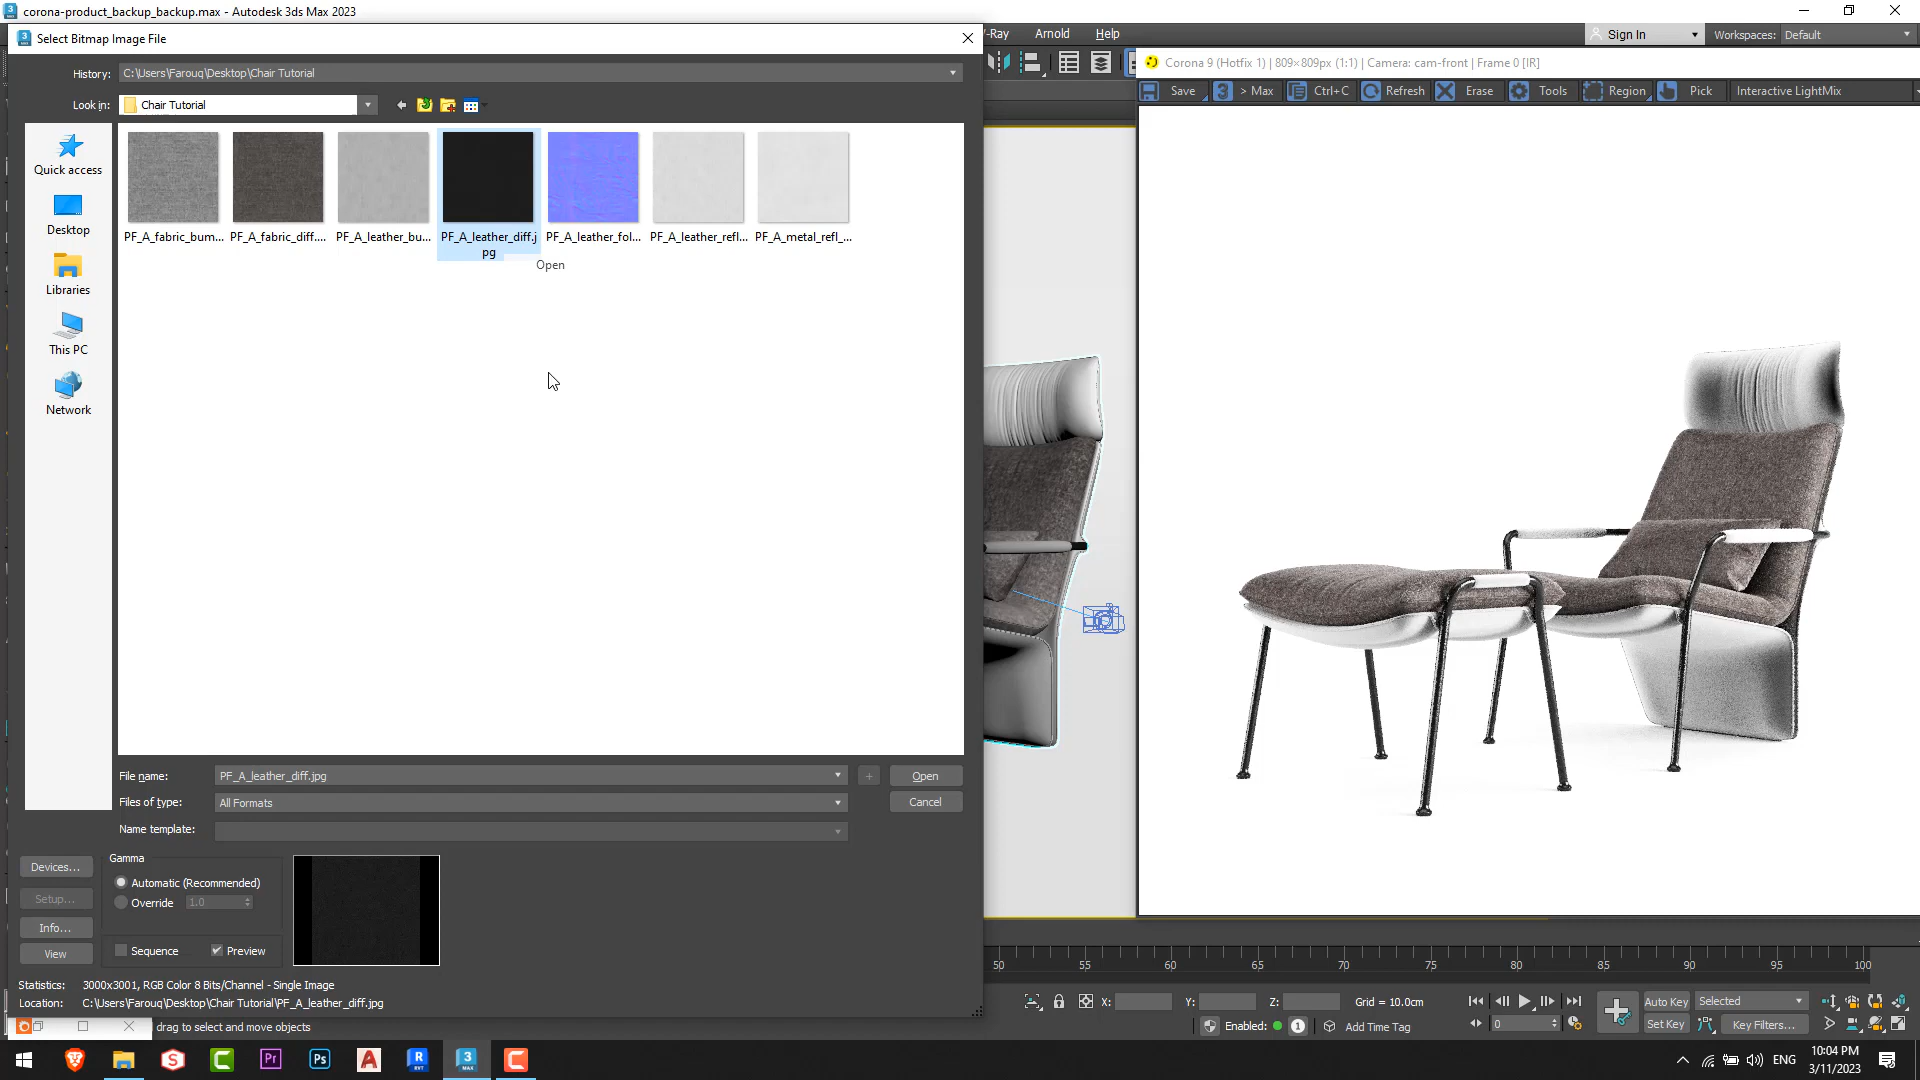 corona-product_backup_backup.max - Autodesk 3ds Max 2023
Select Bitmap Image File
V-Ray
Arnold
Help
Sign In
Workspaces:
Default
History:
C:\Users\Farouq\Desktop\Chair Tutorial
Corona 9 (Hotfix 1) | 809×809px (1:1) | Camera: cam-front | Frame 0 [IR]
Look in:
Chair Tutorial
Save
3
> Max
Ctrl+C
Refresh
Erase
Tools
Region
Pick
Interactive LightMix
Quick access
Desktop
Libraries
This PC
Network
PF_A_fabric_bum...
PF_A_fabric_diff....
PF_A_leather_bu...
PF_A_leather_diff.j
pg
PF_A_leather_fol...
PF_A_leather_refl...
PF_A_metal_refl_...
Open
File name:
PF_A_leather_diff.jpg
+
Open
Files of type:
All Formats
Cancel
Name template:
Gamma
Devices...
Automatic (Recommended)
Setup...
Override
1.0
Info...
Sequence
Preview
View
Statistics:
3000x3001, RGB Color 8 Bits/Channel - Single Image
Location:
C:\Users\Farouq\Desktop\Chair Tutorial\PF_A_leather_diff.jpg
50
55
60
65
70
75
80
85
90
95
100
X:
Y:
Z:
Grid = 10.0cm
Auto Key
Selected
drag to select and move objects
Enabled:
1
Add Time Tag
0
Set Key
Key Filters...
Pr
Ps
A
R
RVT
3
MAX
ENG
10:04 PM
3/11/2023